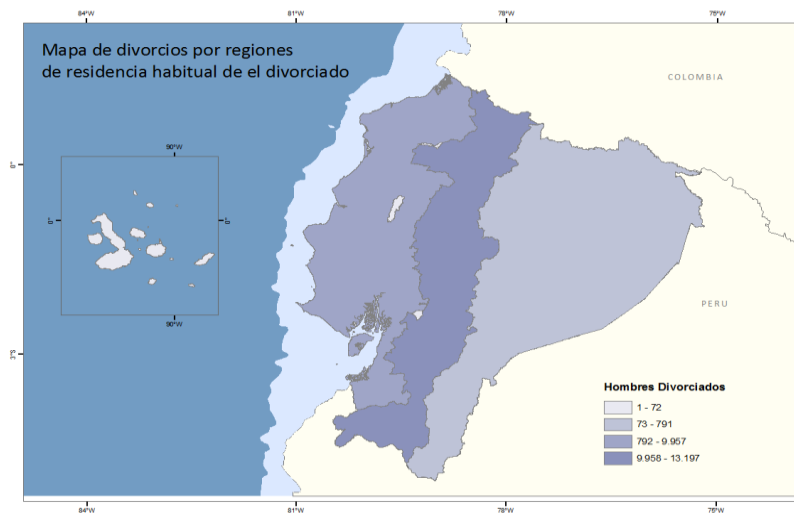 84°W
81°W
78°W
75°W
Mapa de divorcios por regiones
de residencia habitual de el divorciado
COLOMBIA
90°W
0°
0°
0°
90°W
PERU
3°S
Hombres Divorciados
1 - 72
73 - 791
792 - 9.957
9.958 - 13.197
84°W
81°W
78°W
75°W